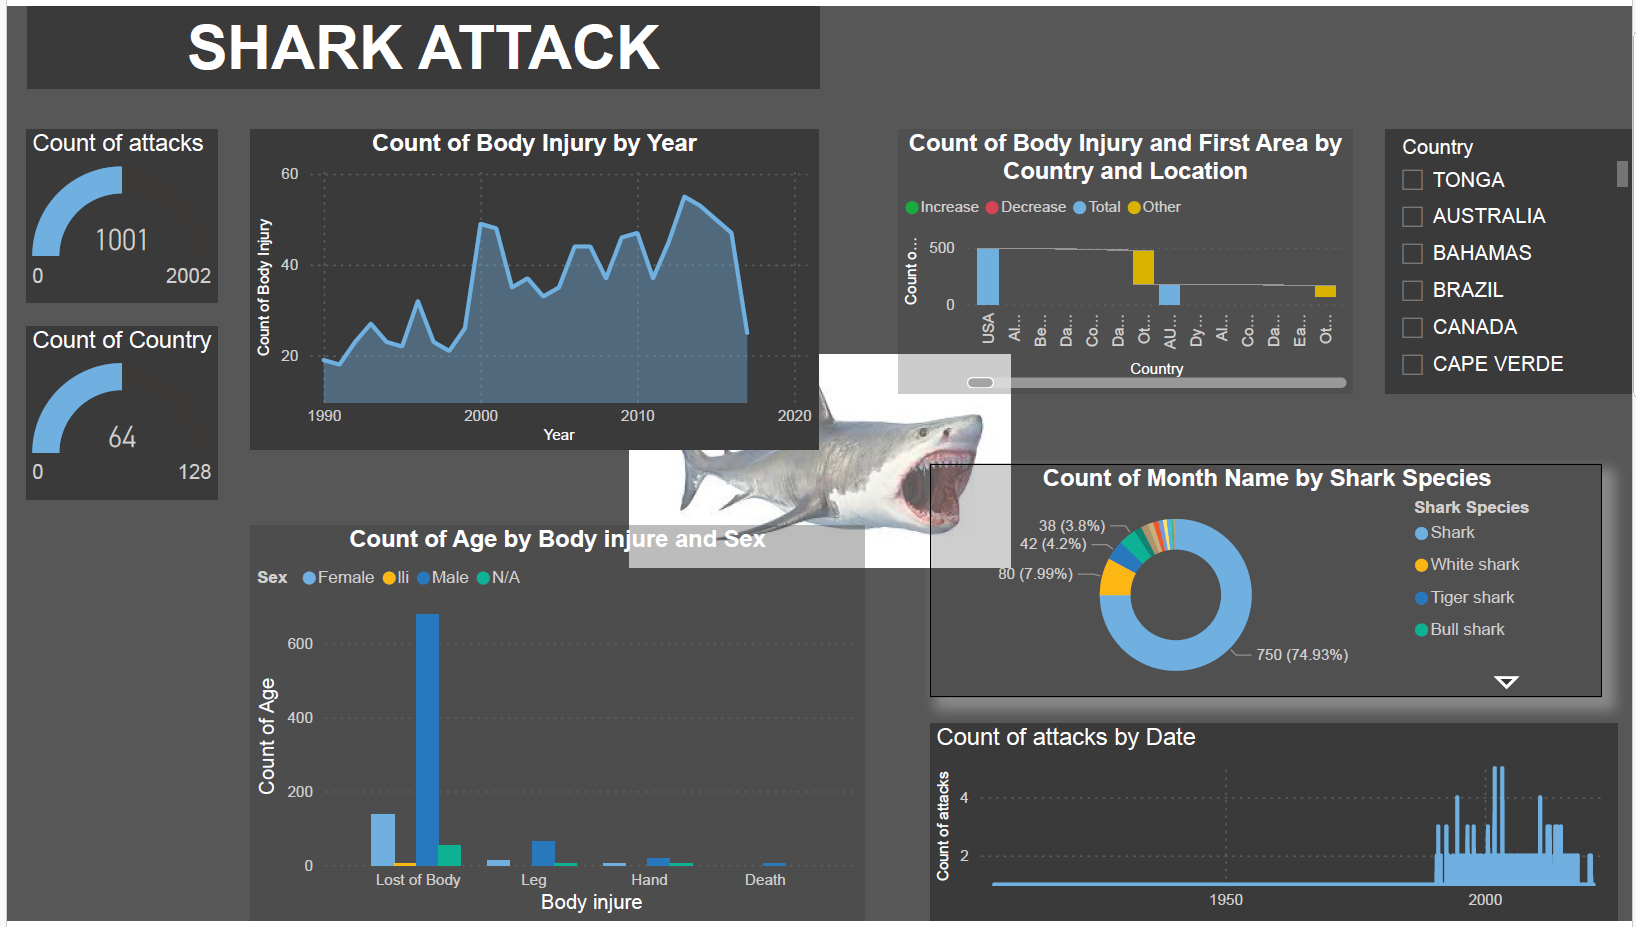 SHARK ATTACK
Count of attacks
1001
0
2002
Count of Country
64
0
128
Count of Body Injury by Year
Count of Body Injury
60
40
20
1990
2000
2010
2020
Year
Count of Body Injury and First Area by
Country and Location
Increase
Decrease
Total
Other
Count o...
500
0
USA
Al...
Be...
Da...
Co...
Da...
Ot...
AU...
Dy...
Al...
Co...
Da...
Ea...
Ot...
Country
Country
TONGA
AUSTRALIA
BAHAMAS
BRAZIL
CANADA
CAPE VERDE
Count of Age by Body injure and Sex
Sex
Female
lli
Male
N/A
Count of Age
600
400
200
0
Lost of Body
Leg
Hand
Death
Body injure
Count of Month Name by Shark Species
38 (3.8%)
42 (4.2%)
80 (7.99%)
750 (74.93%)
Shark Species
Shark
White shark
Tiger shark
Bull shark
Count of attacks by Date
Count of attacks
4
2
1950
2000